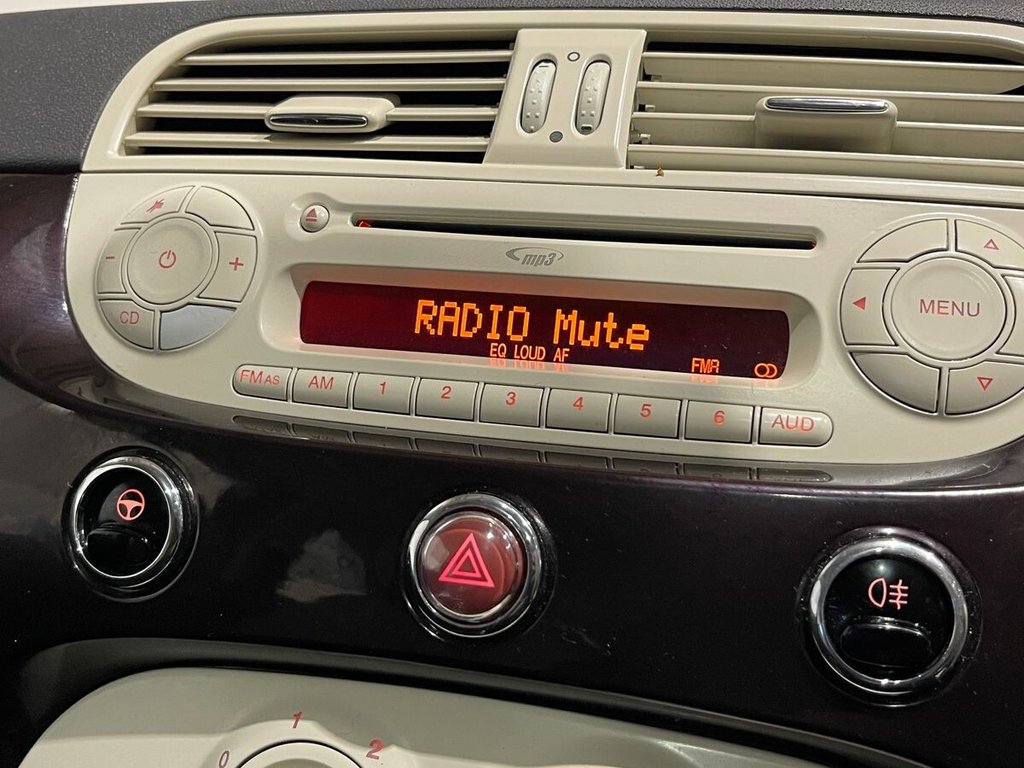 mp3
RADIO Mute
EQ LOUD AF
FMA
- +
CD
MENU
FM AS AM 1 2 3 4 5 6 AUD
0 1 2